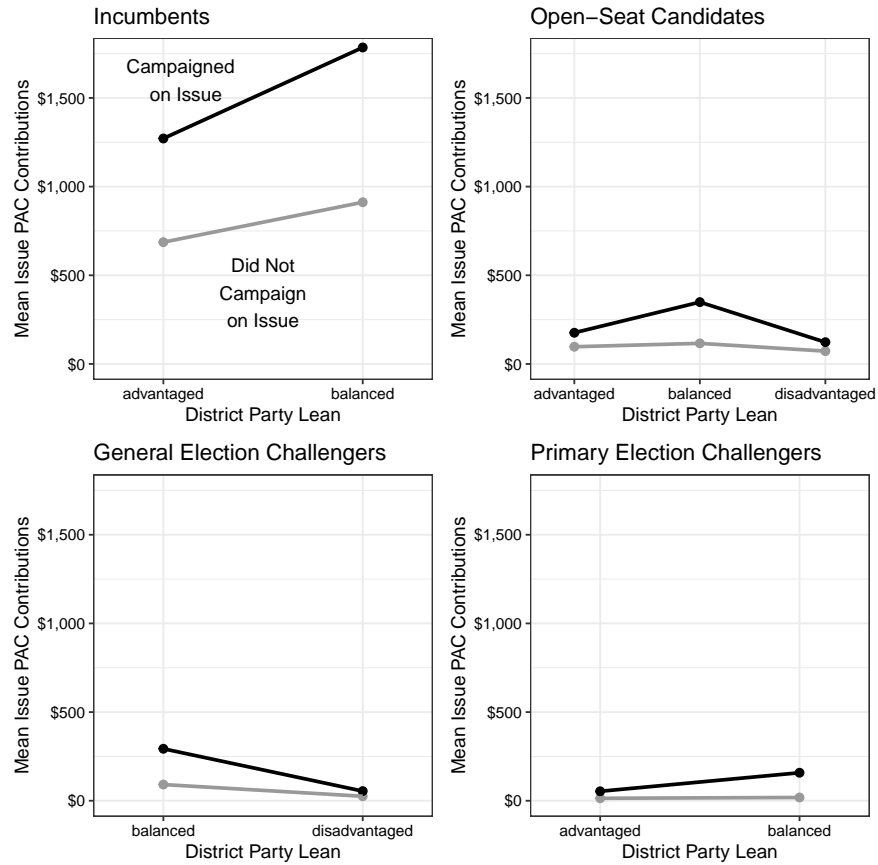 Incumbents
Mean Issue PAC Contributions
$1,500
$1,000
$500
$0
Campaigned
on Issue
Did Not
Campaign
on Issue
advantaged balanced
District Party Lean
Open−Seat Candidates
Mean Issue PAC Contributions
$1,500
$1,000
$500
$0
advantaged balanced disadvantaged
District Party Lean
General Election Challengers
Mean Issue PAC Contributions
$1,500
$1,000
$500
$0
balanced disadvantaged
District Party Lean
Primary Election Challengers
Mean Issue PAC Contributions
$1,500
$1,000
$500
$0
advantaged balanced
District Party Lean